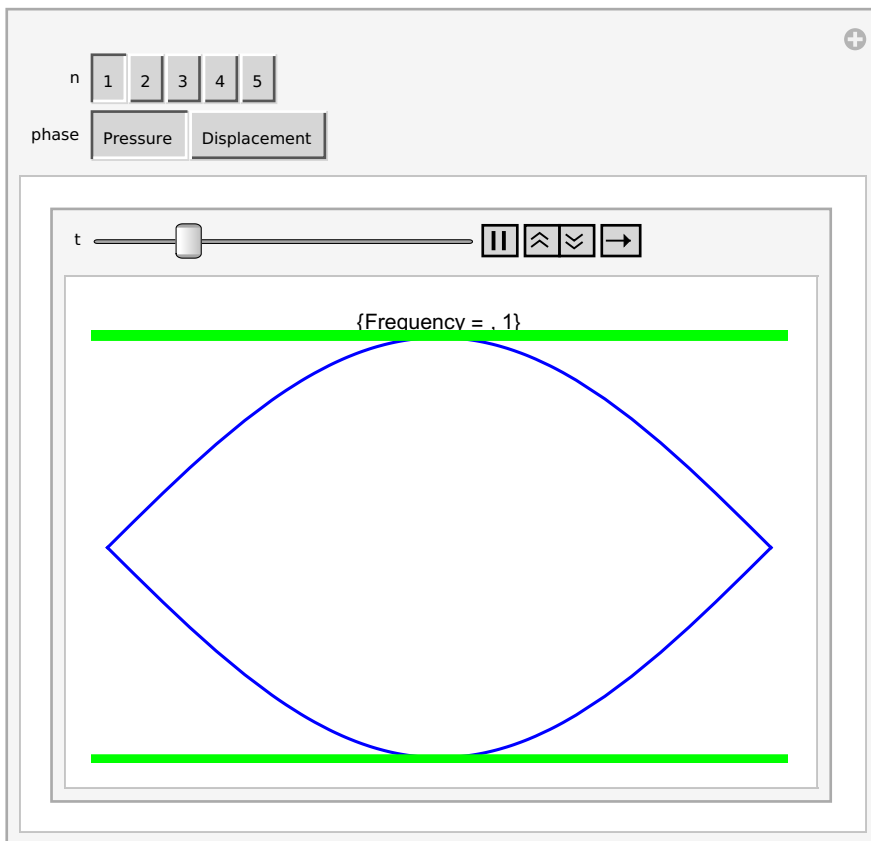 n 1 2 3 4 5
phase Pressure Displacement
t
{Frequency = , 1}